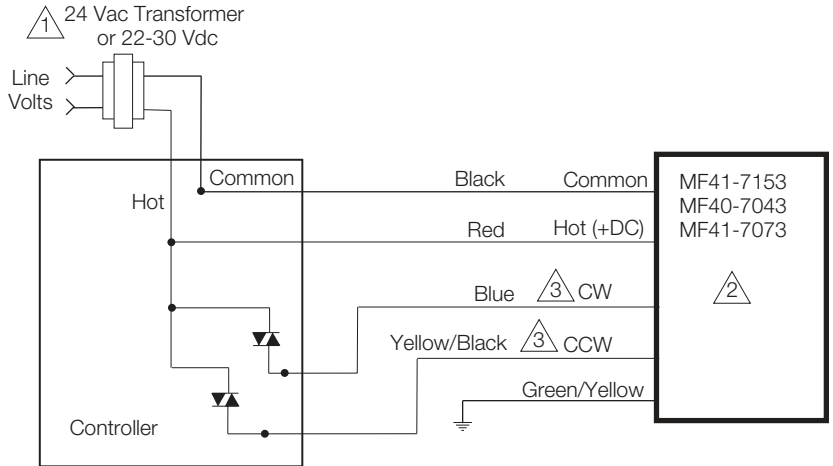 1
24 Vac Transformer
or 22-30 Vdc
Line
Volts
Common
Black
Common
MF41-7153
MF40-7043
MF41-7073
Hot
Red
Hot (+DC)
2
Blue
3
CW
Yellow/Black
3
CCW
Green/Yellow
Controller